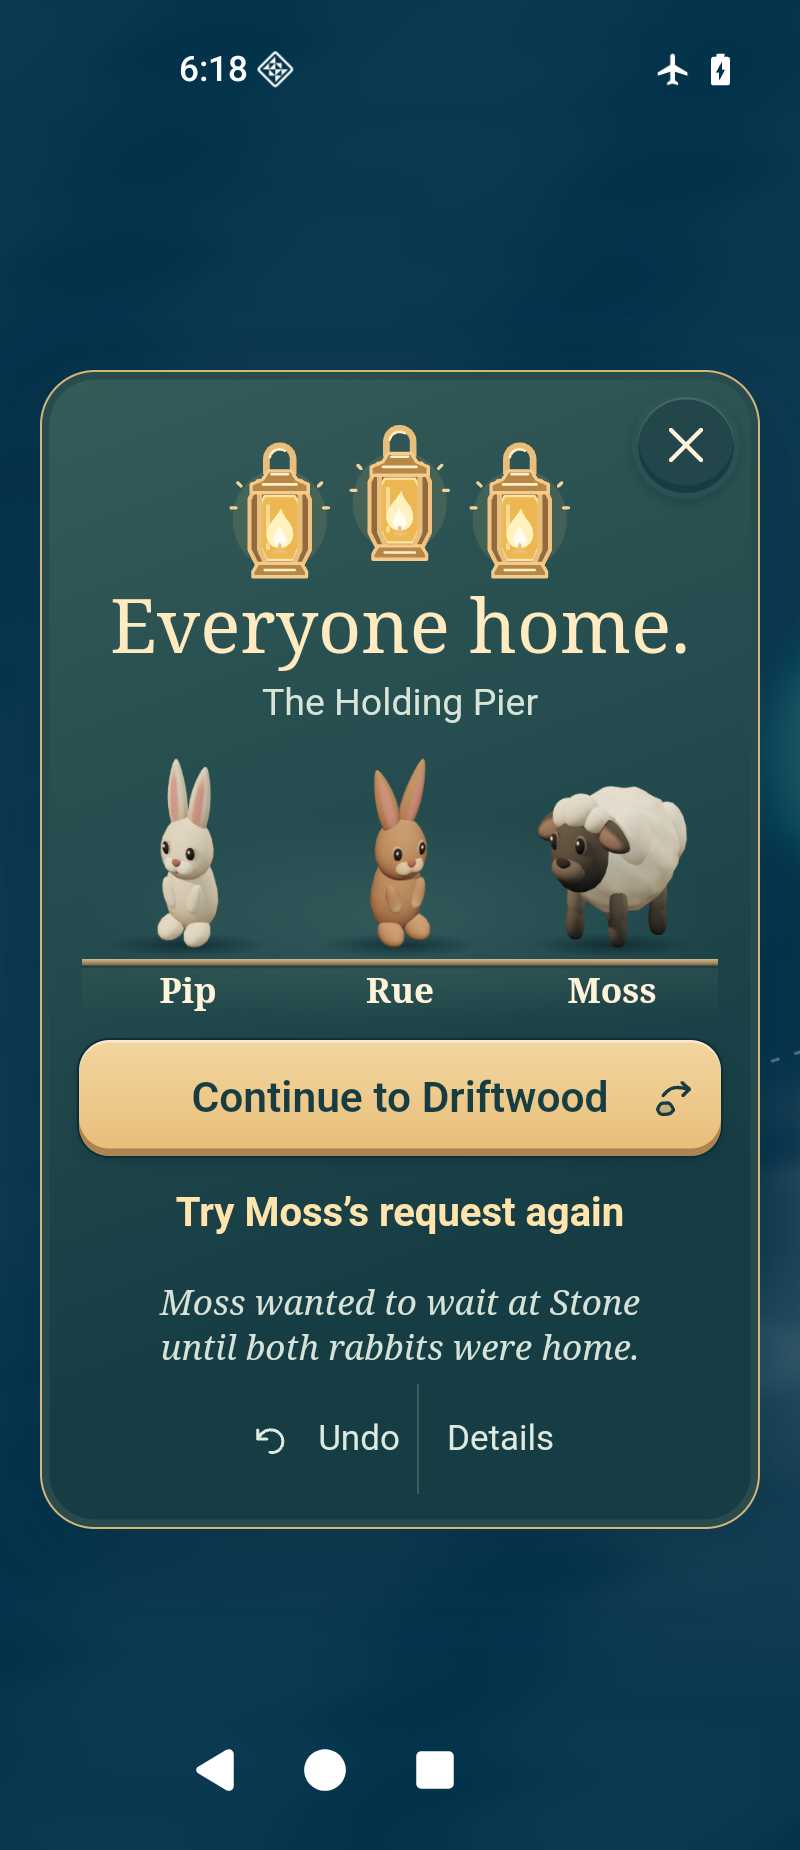 6:18
Everyone home.
The Holding Pier
Pip
Rue
Moss
Continue to Driftwood
Try Moss’s request again
Moss wanted to wait at Stone
until both rabbits were home.
Undo
Details